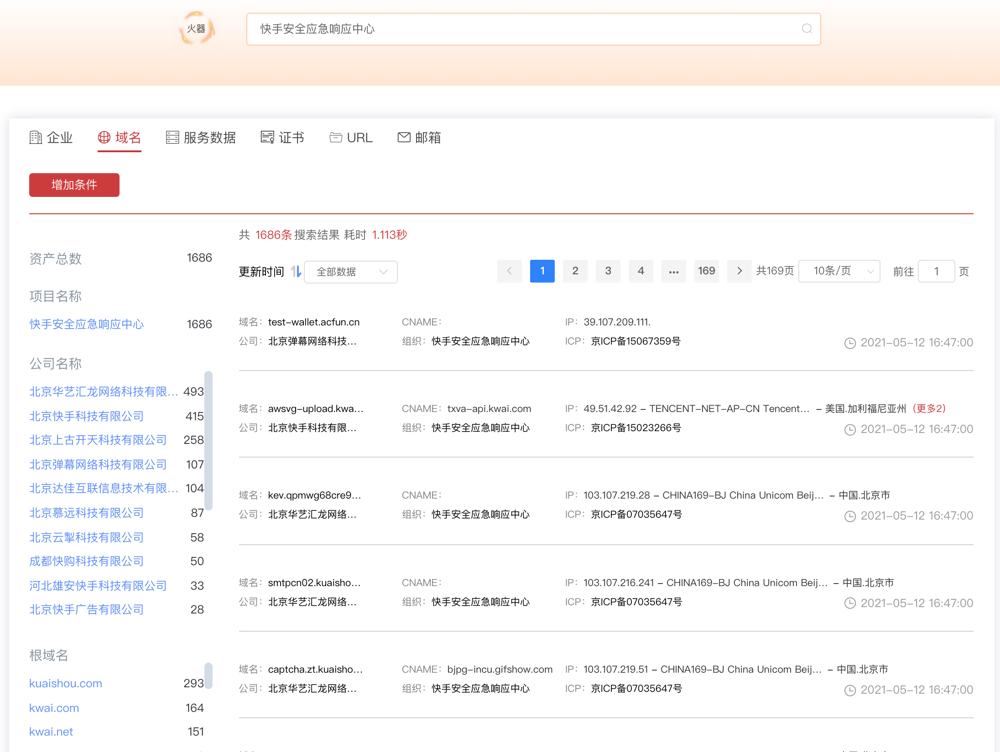 火器
快手安全应急响应中心
企业 域名 服务数据 证书 URL 邮箱
增加条件
共 1686条 搜索结果 耗时 1.113秒
资产总数 1686
更新时间 全部数据 1 2 3 4 ... 169 共169页 10条/页 前往 1 页
项目名称
快手安全应急响应中心 1686
公司名称
北京华艺汇龙网络科技有限... 493
北京快手科技有限公司 415
北京上古开天科技有限公司 258
北京弹幕网络科技有限公司 107
北京达佳互联信息技术有限... 104
北京慕远科技有限公司 87
北京云掣科技有限公司 58
成都快购科技有限公司 50
河北雄安快手科技有限公司 33
北京快手广告有限公司 28
根域名
kuaishou.com 293
kwai.com 164
kwai.net 151
域名： test-wallet.acfun.cn CNAME： IP： 39.107.209.111.
公司： 北京弹幕网络科技... 组织： 快手安全应急响应中心 ICP： 京ICP备15067359号
2021-05-12 16:47:00
域名： awsvg-upload.kwa... CNAME： txva-api.kwai.com IP： 49.51.42.92 - TENCENT-NET-AP-CN Tencent... - 美国.加利福尼亚州（更多2）
公司： 北京快手科技有限... 组织： 快手安全应急响应中心 ICP： 京ICP备15023266号
2021-05-12 16:47:00
域名： kev.qpmwg68cre9... CNAME： IP： 103.107.219.28 - CHINA169-BJ China Unicom Beij... - 中国.北京市
公司： 北京华艺汇龙网络... 组织： 快手安全应急响应中心 ICP： 京ICP备07035647号
2021-05-12 16:47:00
域名： smtpcn02.kuaisho... CNAME： IP： 103.107.216.241 - CHINA169-BJ China Unicom Beij... - 中国.北京市
公司： 北京华艺汇龙网络... 组织： 快手安全应急响应中心 ICP： 京ICP备07035647号
2021-05-12 16:47:00
域名： captcha.zt.kuaisho... CNAME： bjpg-incu.gifshow.com IP： 103.107.219.51 - CHINA169-BJ China Unicom Beij... - 中国.北京市
公司： 北京华艺汇龙网络... 组织： 快手安全应急响应中心 ICP： 京ICP备07035647号
2021-05-12 16:47:00